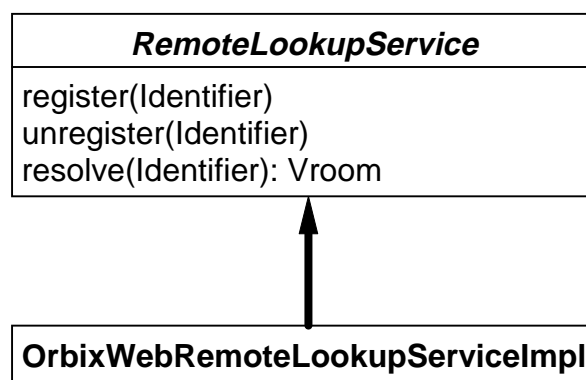 RemoteLookupService
register(Identifier)
unregister(Identifier)
resolve(Identifier): Vroom
OrbixWebRemoteLookupServiceImpl